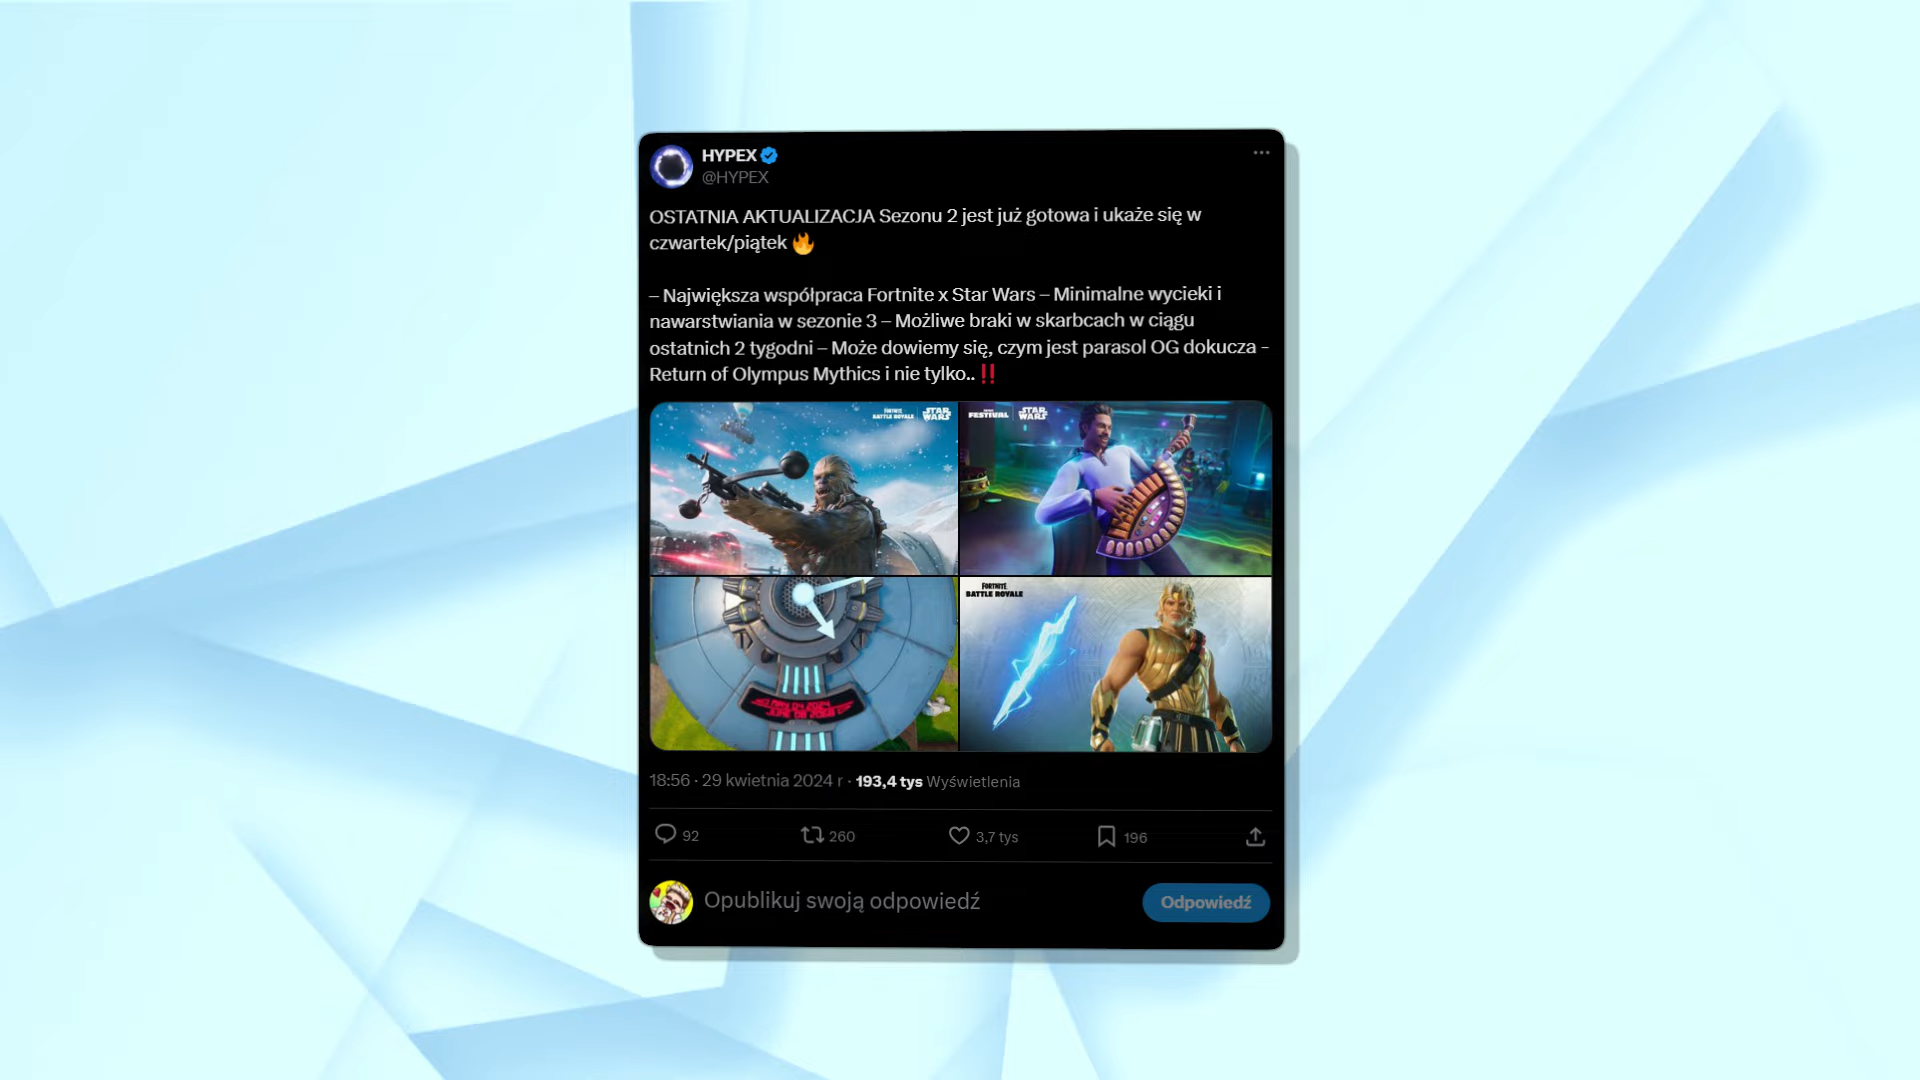 HYPEX
@HYPEX
OSTATNIA AKTUALIZACJA Sezonu 2 jest już gotowa i ukaże się w
czwartek/piątek 🔥
– Największa współpraca Fortnite x Star Wars – Minimalne wycieki i
nawarstwiania w sezonie 3 – Możliwe braki w skarbcach w ciągu
ostatnich 2 tygodni – Może dowiemy się, czym jest parasol OG dokucza -
Return of Olympus Mythics i nie tylko.. ‼️
FORTNITE
BATTLE ROYALE
STAR
WARS
FESTIVAL
STAR
WARS
FORTNITE
BATTLE ROYALE
18:56 · 29 kwietnia 2024 r · 193,4 tys Wyświetlenia
92
260
3,7 tys
196
Opublikuj swoją odpowiedź
Odpowiedź